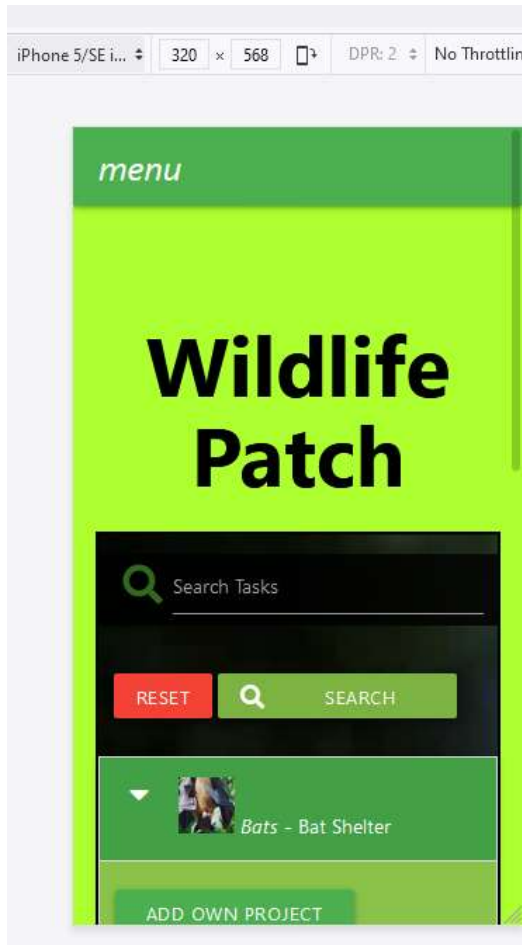 iPhone 5/SE i... 320 × 568 DPR: 2 No Throttlin
menu
Wildlife
Patch
Search Tasks
RESET SEARCH
Bats - Bat Shelter
ADD OWN PROJECT